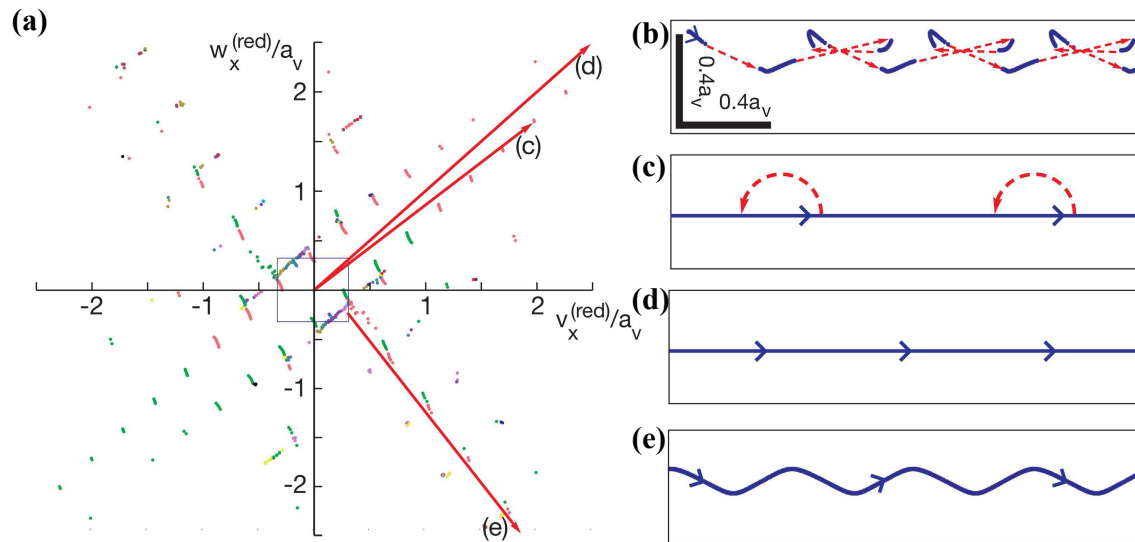 (a)
w_x^(red)/a_v
(d)
(c)
2
1
-2
-1
1
2
v_x^(red)/a_v
-1
-2
(e)
(b)
0.4a_v
0.4a_v
(c)
(d)
(e)